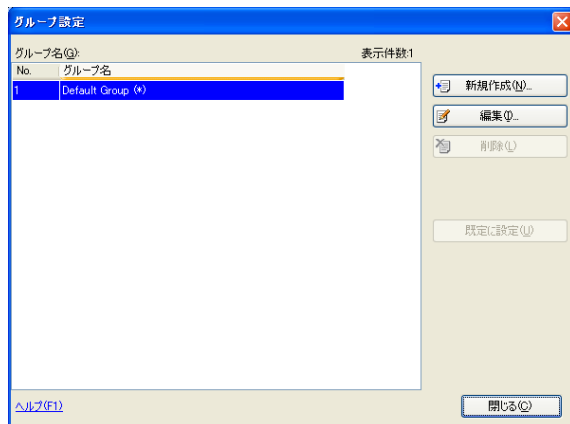 グループ設定
グループ名(G):
表示件数:1
No. グループ名
1 Default Group (*)
新規作成(N)...
編集(I)...
削除(L)
既定に設定(U)
ヘルプ(F1)
閉じる(C)